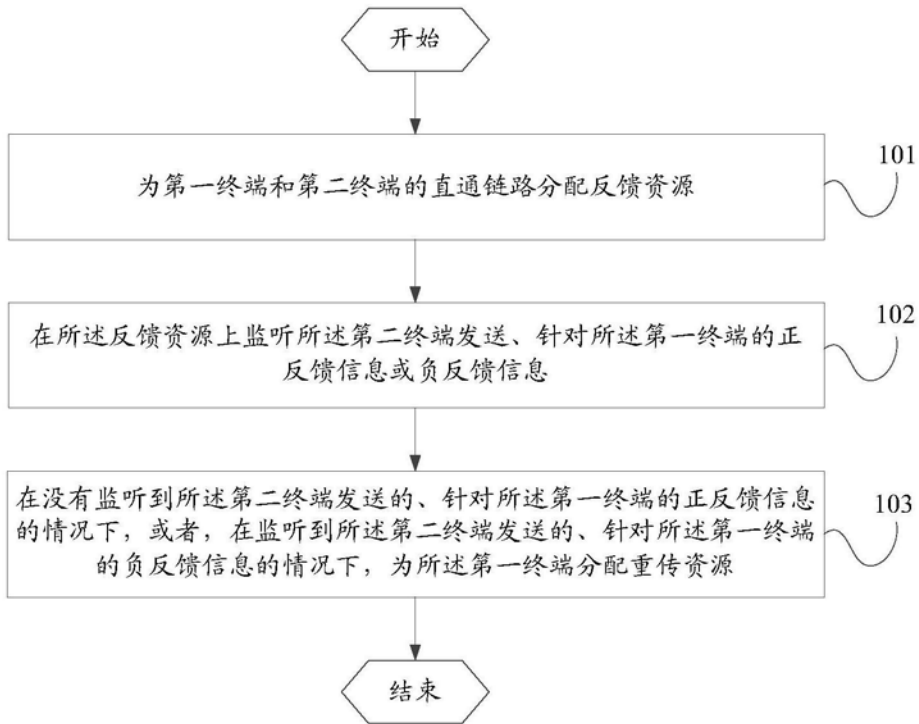 开始
为第一终端和第二终端的直通链路分配反馈资源
101
在所述反馈资源上监听所述第二终端发送、针对所述第一终端的正
反馈信息或负反馈信息
102
在没有监听到所述第二终端发送的、针对所述第一终端的正反馈信息
的情况下，或者，在监听到所述第二终端发送的、针对所述第一终端
的负反馈信息的情况下，为所述第一终端分配重传资源
103
结束